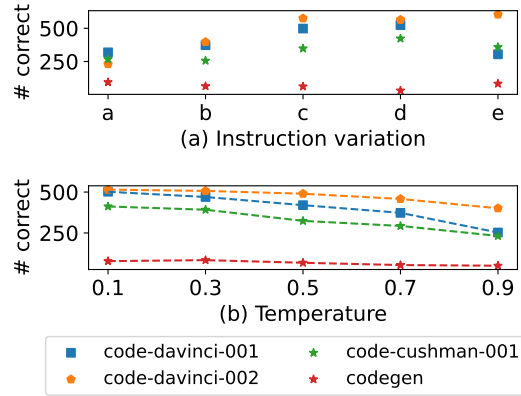 # correct
500
250
a b c d e
(a) Instruction variation
# correct
500
250
0.1 0.3 0.5 0.7 0.9
(b) Temperature
code-davinci-001 code-cushman-001
code-davinci-002 codegen